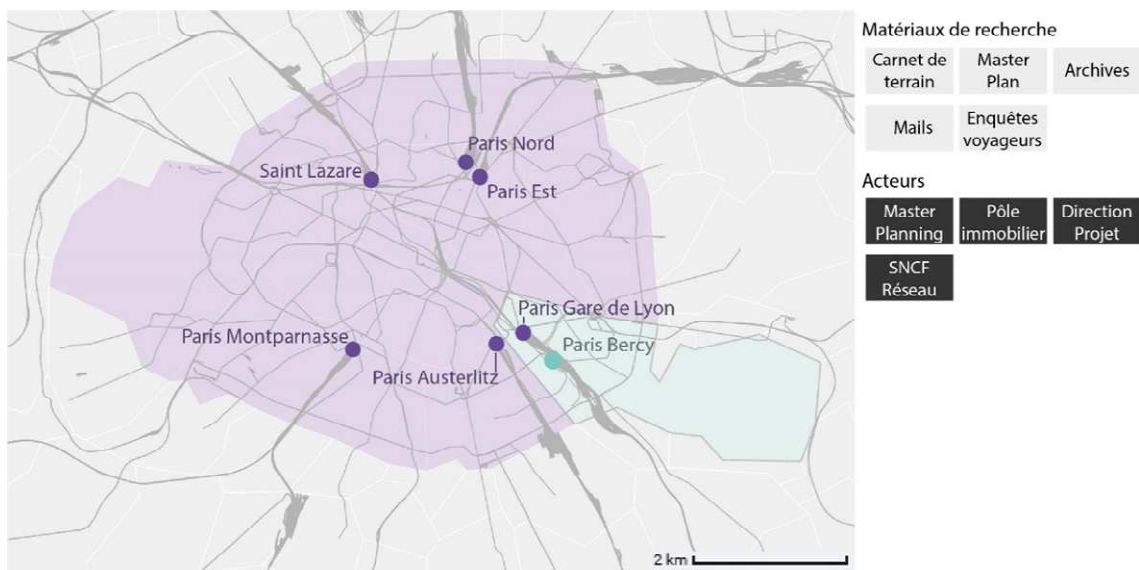 Saint Lazare
Paris Nord
Paris Est
Paris Gare de Lyon
Paris Bercy
Paris Montparnasse
Paris Austerlitz
2 km
Matériaux de recherche
Carnet de
terrain
Master
Plan
Archives
Mails
Enquêtes
voyageurs
Acteurs
Master
Planning
Pôle
immobilier
Direction
Projet
SNCF
Réseau